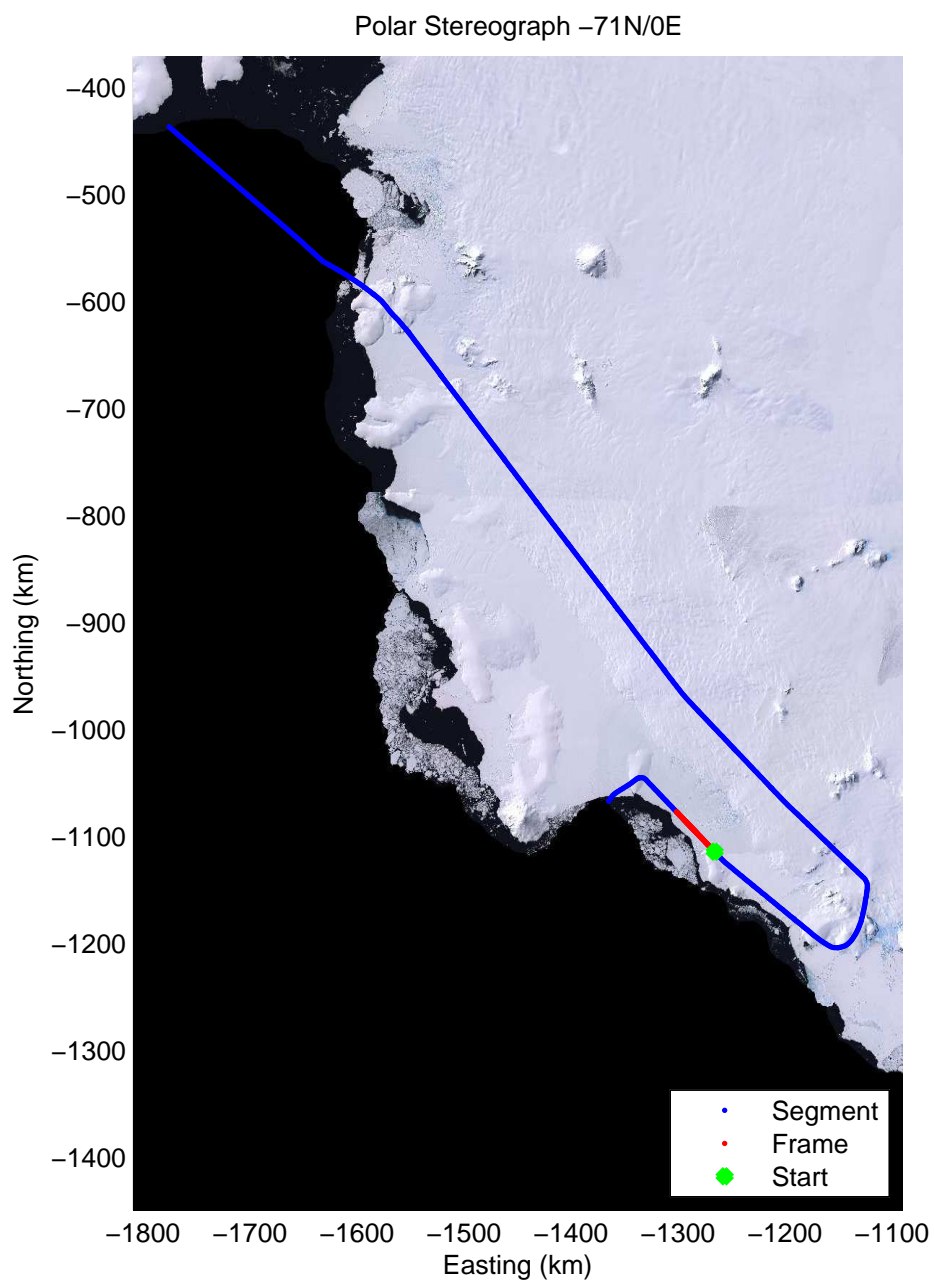 Polar Stereograph −71N/0E
−400
−500
−600
−700
−800
−900
−1000
−1100
−1200
−1300
−1400
Northing (km)
Segment
Frame
Start
−1800 −1700 −1600 −1500 −1400 −1300 −1200 −1100
Easting (km)